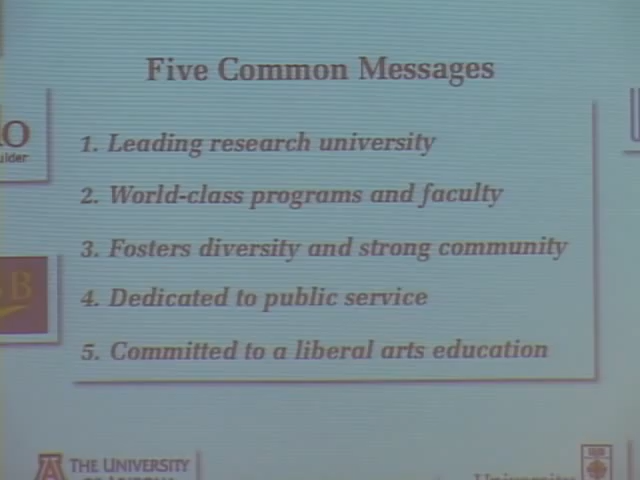 Five Common Messages
1. Leading research university
2. World-class programs and faculty
3. Fosters diversity and strong community
4. Dedicated to public service
5. Committed to a liberal arts education
THE UNIVERSITY